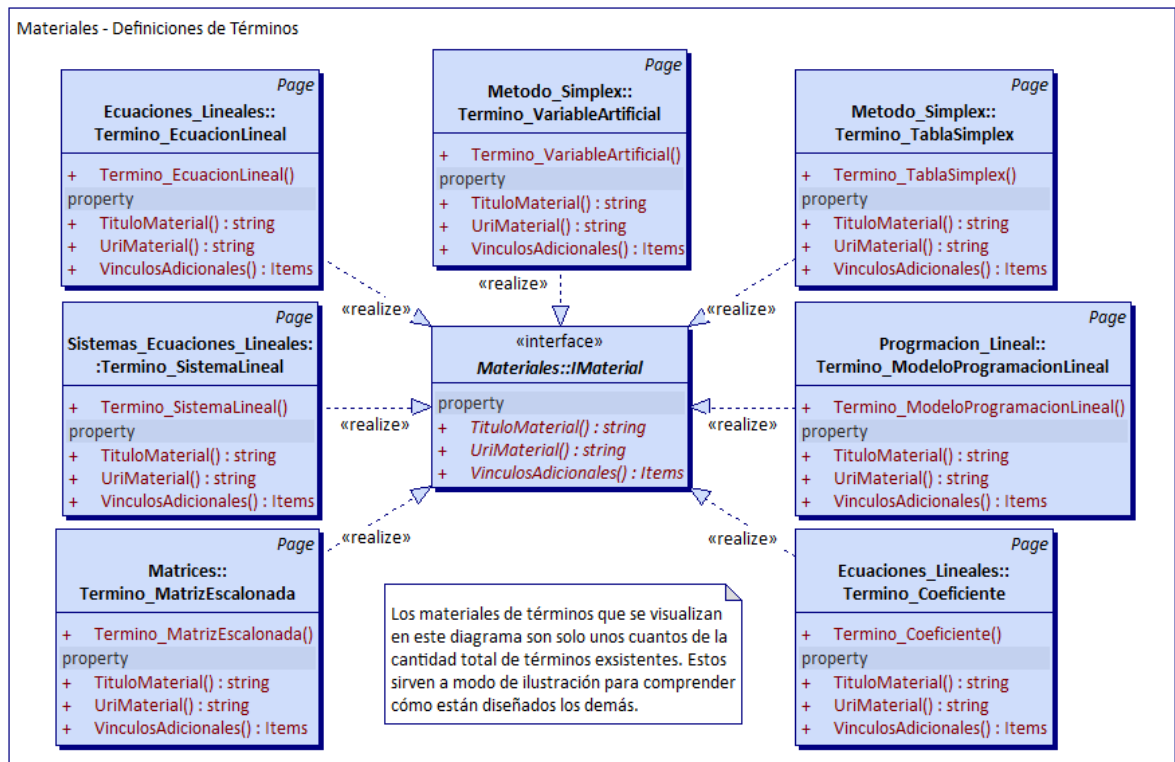 Materiales - Definiciones de Términos
Page
Ecuaciones_Lineales::
Termino_EcuacionLineal
+ Termino_EcuacionLineal()
property
+ TituloMaterial() : string
+ UriMaterial() : string
+ VinculosAdicionales() : Items
Page
Metodo_Simplex::
Termino_VariableArtificial
+ Termino_VariableArtificial()
property
+ TituloMaterial() : string
+ UriMaterial() : string
+ VinculosAdicionales() : Items
Page
Metodo_Simplex::
Termino_TablaSimplex
+ Termino_TablaSimplex()
property
+ TituloMaterial() : string
+ UriMaterial() : string
+ VinculosAdicionales() : Items
«realize»
«realize»
«realize»
Page
Sistemas_Ecuaciones_Lineales:
:Termino_SistemaLineal
+ Termino_SistemaLineal()
property
+ TituloMaterial() : string
+ UriMaterial() : string
+ VinculosAdicionales() : Items
«realize»
«interface»
Materiales::IMaterial
property
+ TituloMaterial() : string
+ UriMaterial() : string
+ VinculosAdicionales() : Items
«realize»
Page
Progrmacion_Lineal::
Termino_ModeloProgramacionLineal
+ Termino_ModeloProgramacionLineal()
property
+ TituloMaterial() : string
+ UriMaterial() : string
+ VinculosAdicionales() : Items
«realize»
«realize»
Page
Matrices::
Termino_MatrizEscalonada
+ Termino_MatrizEscalonada()
property
+ TituloMaterial() : string
+ UriMaterial() : string
+ VinculosAdicionales() : Items
Los materiales de términos que se visualizan
en este diagrama son solo unos cuantos de la
cantidad total de términos exsistentes. Estos
sirven a modo de ilustración para comprender
cómo están diseñados los demás.
Page
Ecuaciones_Lineales::
Termino_Coeficiente
+ Termino_Coeficiente()
property
+ TituloMaterial() : string
+ UriMaterial() : string
+ VinculosAdicionales() : Items